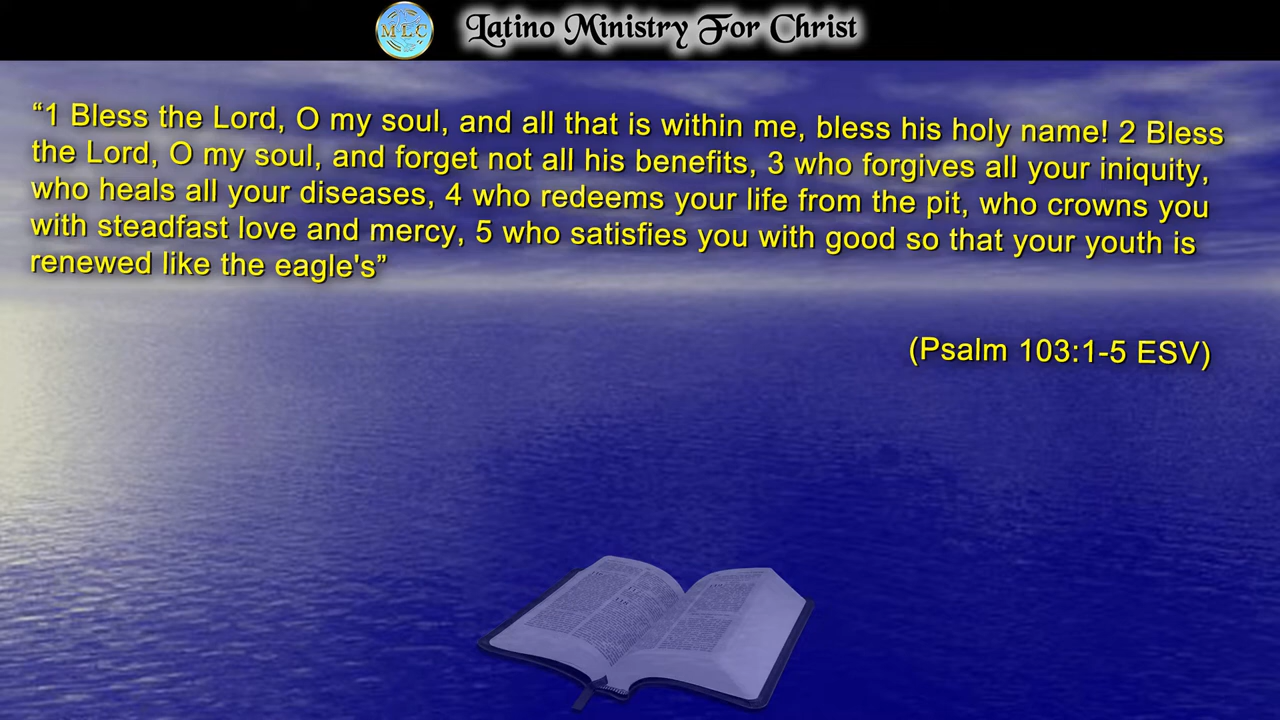 MLC
Latino Ministry For Christ
“1 Bless the Lord, O my soul, and all that is within me, bless his holy name! 2 Bless
the Lord, O my soul, and forget not all his benefits, 3 who forgives all your iniquity,
who heals all your diseases, 4 who redeems your life from the pit, who crowns you
with steadfast love and mercy, 5 who satisfies you with good so that your youth is
renewed like the eagle's”
(Psalm 103:1-5 ESV)